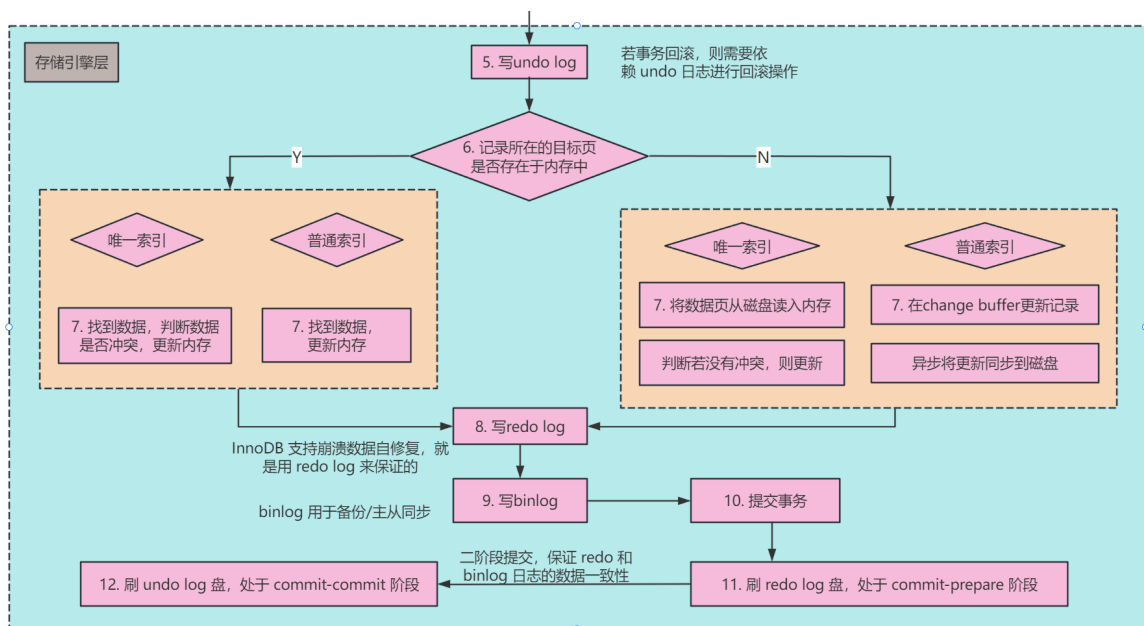 存储引擎层
5. 写undo log
若事务回滚，则需要依
赖 undo 日志进行回滚操作
6. 记录所在的目标页
是否存在于内存中
Y
N
唯一索引
普通索引
7. 找到数据，判断数据
是否冲突，更新内存
7. 找到数据，
更新内存
唯一索引
普通索引
7. 将数据页从磁盘读入内存
7. 在change buffer更新记录
判断若没有冲突，则更新
异步将更新同步到磁盘
8. 写redo log
InnoDB 支持崩溃数据自修复，就
是用 redo log 来保证的
9. 写binlog
binlog 用于备份/主从同步
10. 提交事务
二阶段提交，保证 redo 和
binlog 日志的数据一致性
11. 刷 redo log 盘，处于 commit-prepare 阶段
12. 刷 undo log 盘，处于 commit-commit 阶段